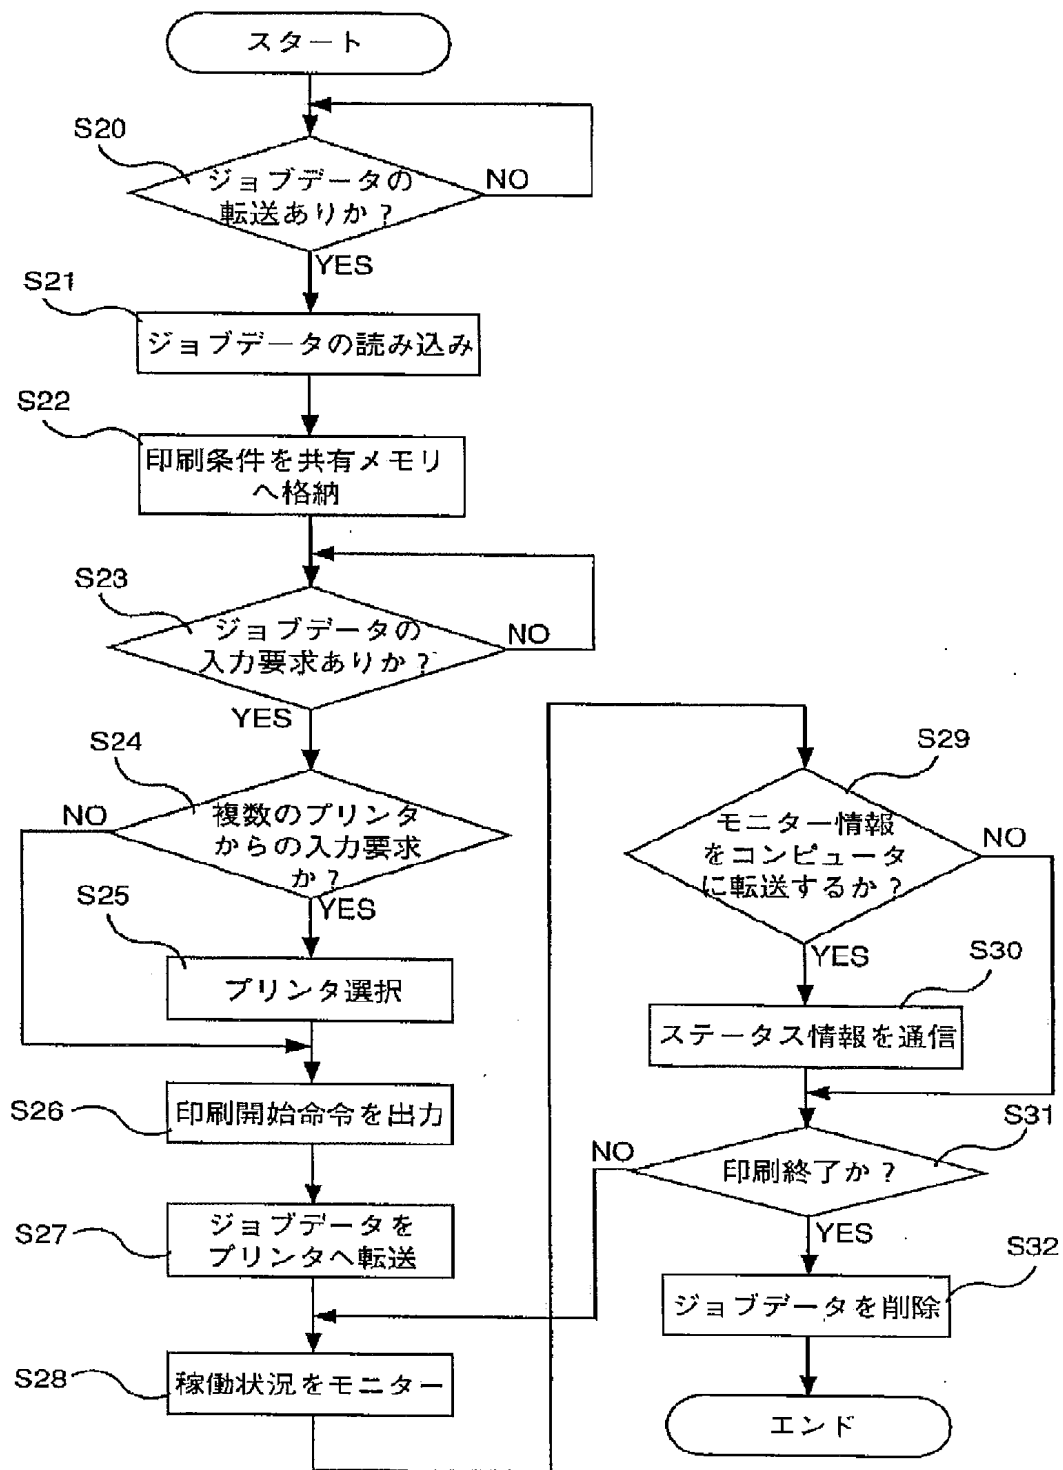 スタート
S20
ジョブデータの
転送ありか？
NO
YES
S21
ジョブデータの読み込み
S22
印刷条件を共有メモリ
へ格納
S23
ジョブデータの
入力要求ありか？
NO
YES
S24
複数のプリンタ
からの入力要求
か？
NO
YES
S25
プリンタ選択
S26
印刷開始命令を出力
S27
ジョブデータを
プリンタへ転送
S28
稼働状況をモニター
S29
モニター情報
をコンピュータ
に転送するか？
NO
YES
S30
ステータス情報を通信
S31
印刷終了か？
NO
YES
S32
ジョブデータを削除
エンド